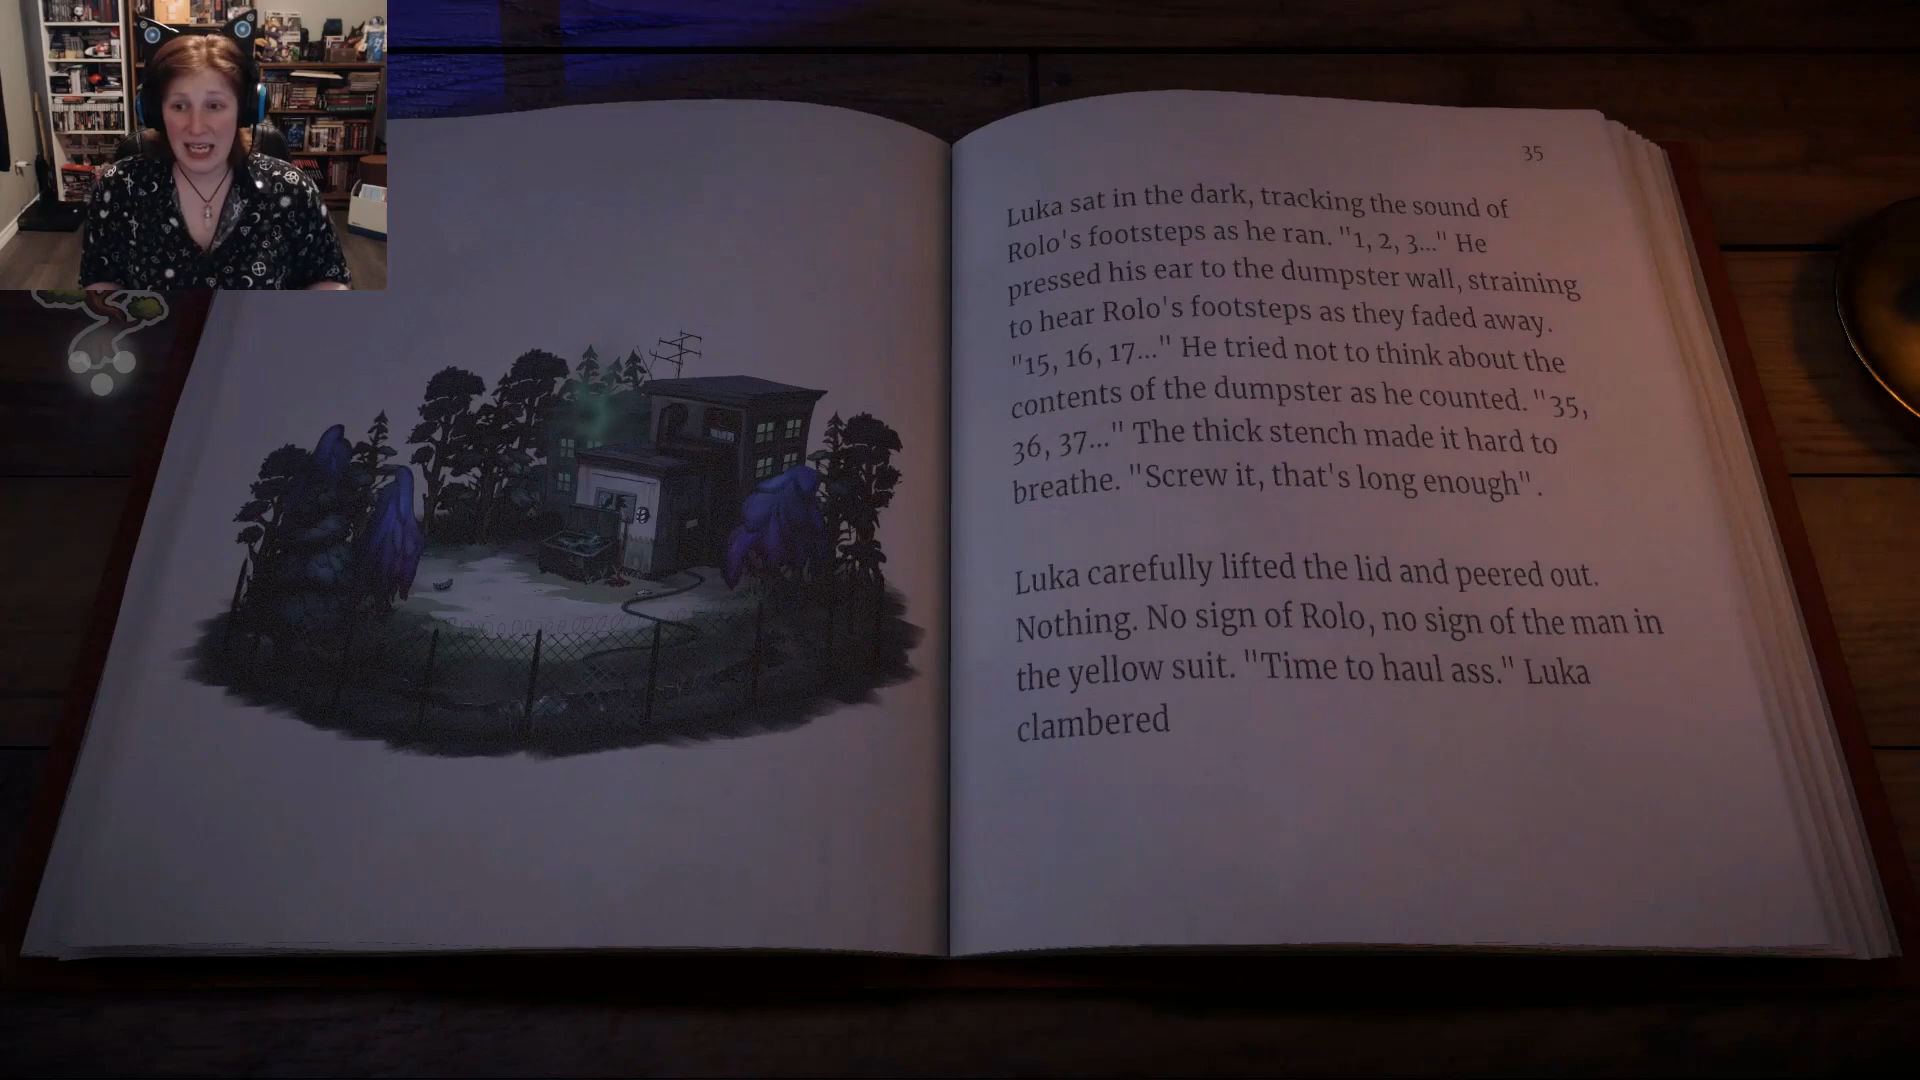 35
Luka sat in the dark, tracking the sound of
Rolo's footsteps as he ran. "1, 2, 3..." He
pressed his ear to the dumpster wall, straining
to hear Rolo's footsteps as they faded away.
"15, 16, 17..." He tried not to think about the
contents of the dumpster as he counted. "35,
36, 37..." The thick stench made it hard to
breathe. "Screw it, that's long enough".
Luka carefully lifted the lid and peered out.
Nothing. No sign of Rolo, no sign of the man in
the yellow suit. "Time to haul ass." Luka
clambered